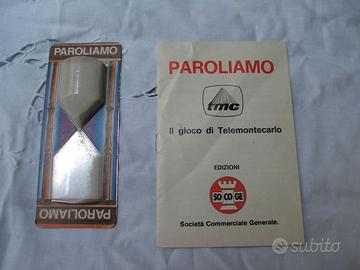 PAROLIAMO
PAROLIAMO
PAROLIAMO
tmc
Il gioco di Telemontecarlo
EDIZIONI
SO CO GE
Società Commerciale Generale.
subito